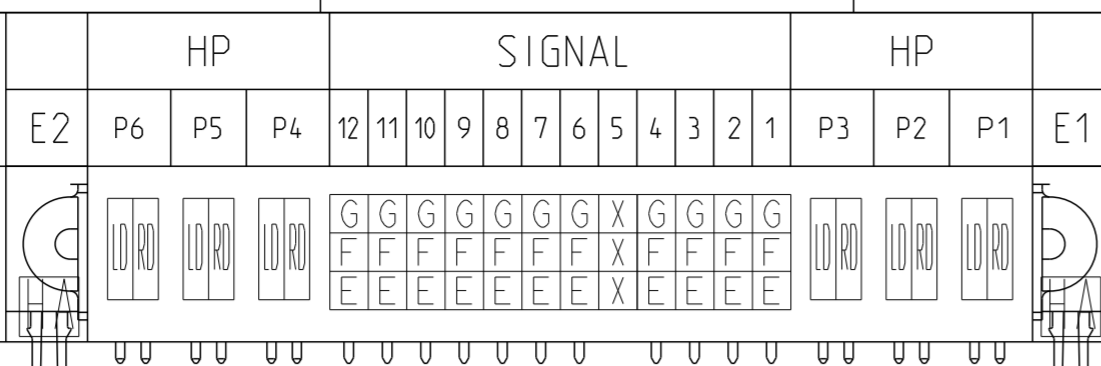 HP SIGNAL HP
E2 P6 P5 P4 12 11 10 9 8 7 6 5 4 3 2 1 P3 P2 P1 E1
LD RD LD RD LD RD G G G G G G G X G G G G LD RD LD RD LD RD
F F F F F F F X F F F F
E E E E E E E X E E E E